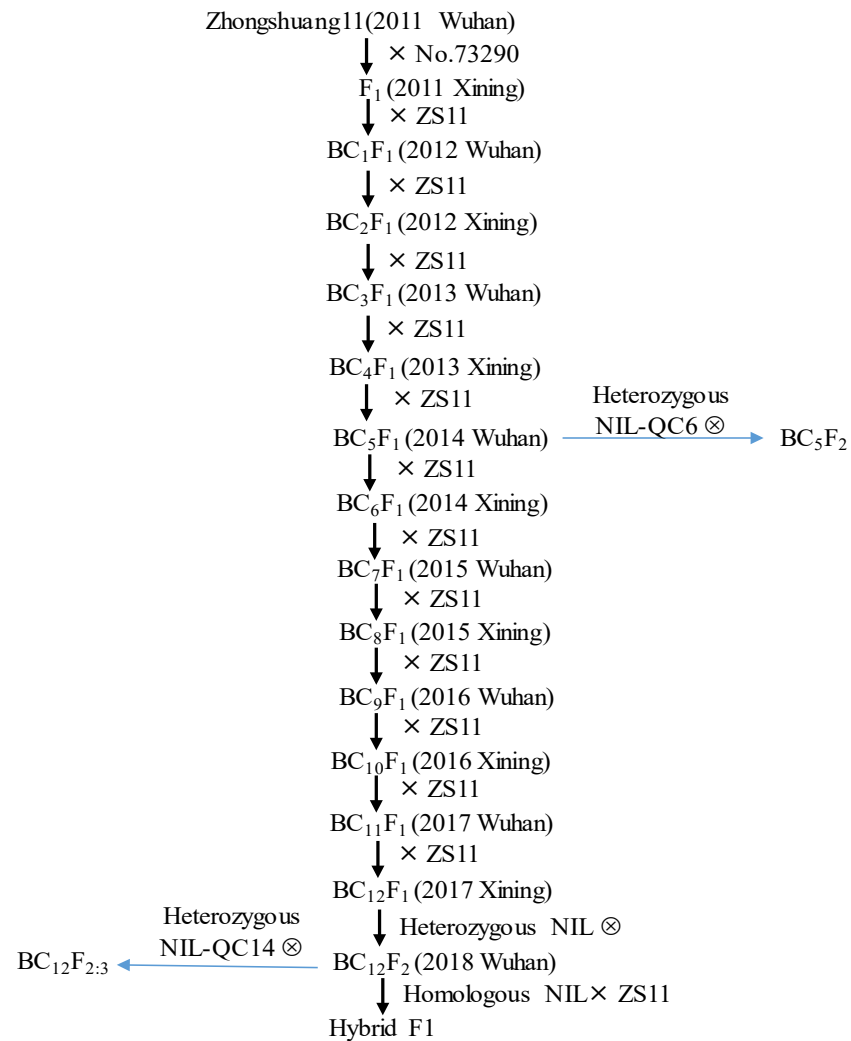 Zhongshuang11(2011 Wuhan)
× No.73290
F₁(2011 Xining)
× ZS11
BC₁F₁(2012 Wuhan)
× ZS11
BC₂F₁(2012 Xining)
× ZS11
BC₃F₁(2013 Wuhan)
× ZS11
BC₄F₁(2013 Xining)
× ZS11
Heterozygous
NIL-QC6 ⊗
BC₅F₁(2014 Wuhan)
BC₅F₂
× ZS11
BC₆F₁(2014 Xining)
× ZS11
BC₇F₁(2015 Wuhan)
× ZS11
BC₈F₁(2015 Xining)
× ZS11
BC₉F₁(2016 Wuhan)
× ZS11
BC₁₀F₁(2016 Xining)
× ZS11
BC₁₁F₁(2017 Wuhan)
× ZS11
BC₁₂F₁(2017 Xining)
Heterozygous NIL ⊗
Heterozygous
NIL-QC14 ⊗
BC₁₂F₂:₃
BC₁₂F₂(2018 Wuhan)
Homologous NIL× ZS11
Hybrid F1